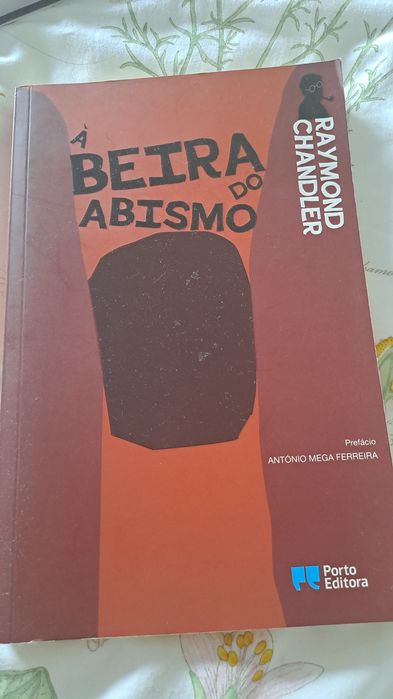 À
BEIRA
DO
ABISMO
RAYMOND
CHANDLER
Prefácio
ANTÓNIO MEGA FERREIRA
Porto
Editora